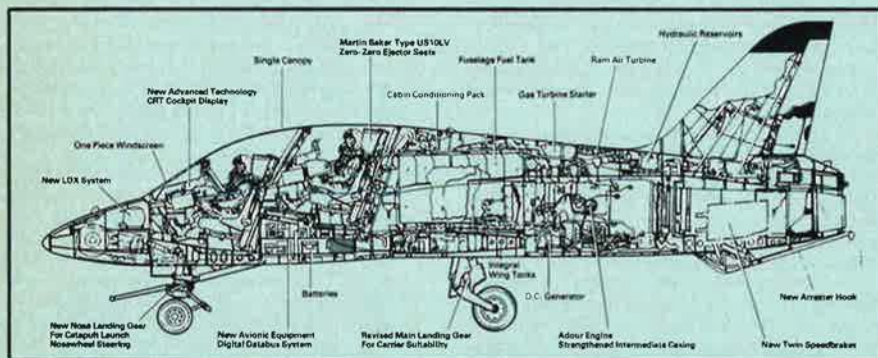 Martin Baker Type US10LV
Zero-Zero Ejector Seats
Hydraulic Reservoirs
Single Canopy
Fuselage Fuel Tank
Ram Air Turbine
New Advanced Technology
CRT Cockpit Display
Cabin Conditioning Pack
Gas Turbine Starter
One Piece Windscreen
New LOX System
Integral
Wing Tanks
Batteries
D.C. Generator
New Arrester Hook
New Nose Landing Gear
For Catapult Launch
Nosewheel Steering
New Avionic Equipment
Digital Databus System
Revised Main Landing Gear
For Carrier Suitability
Adour Engine
Strengthened Intermediate Casing
New Twin Speedbrakes